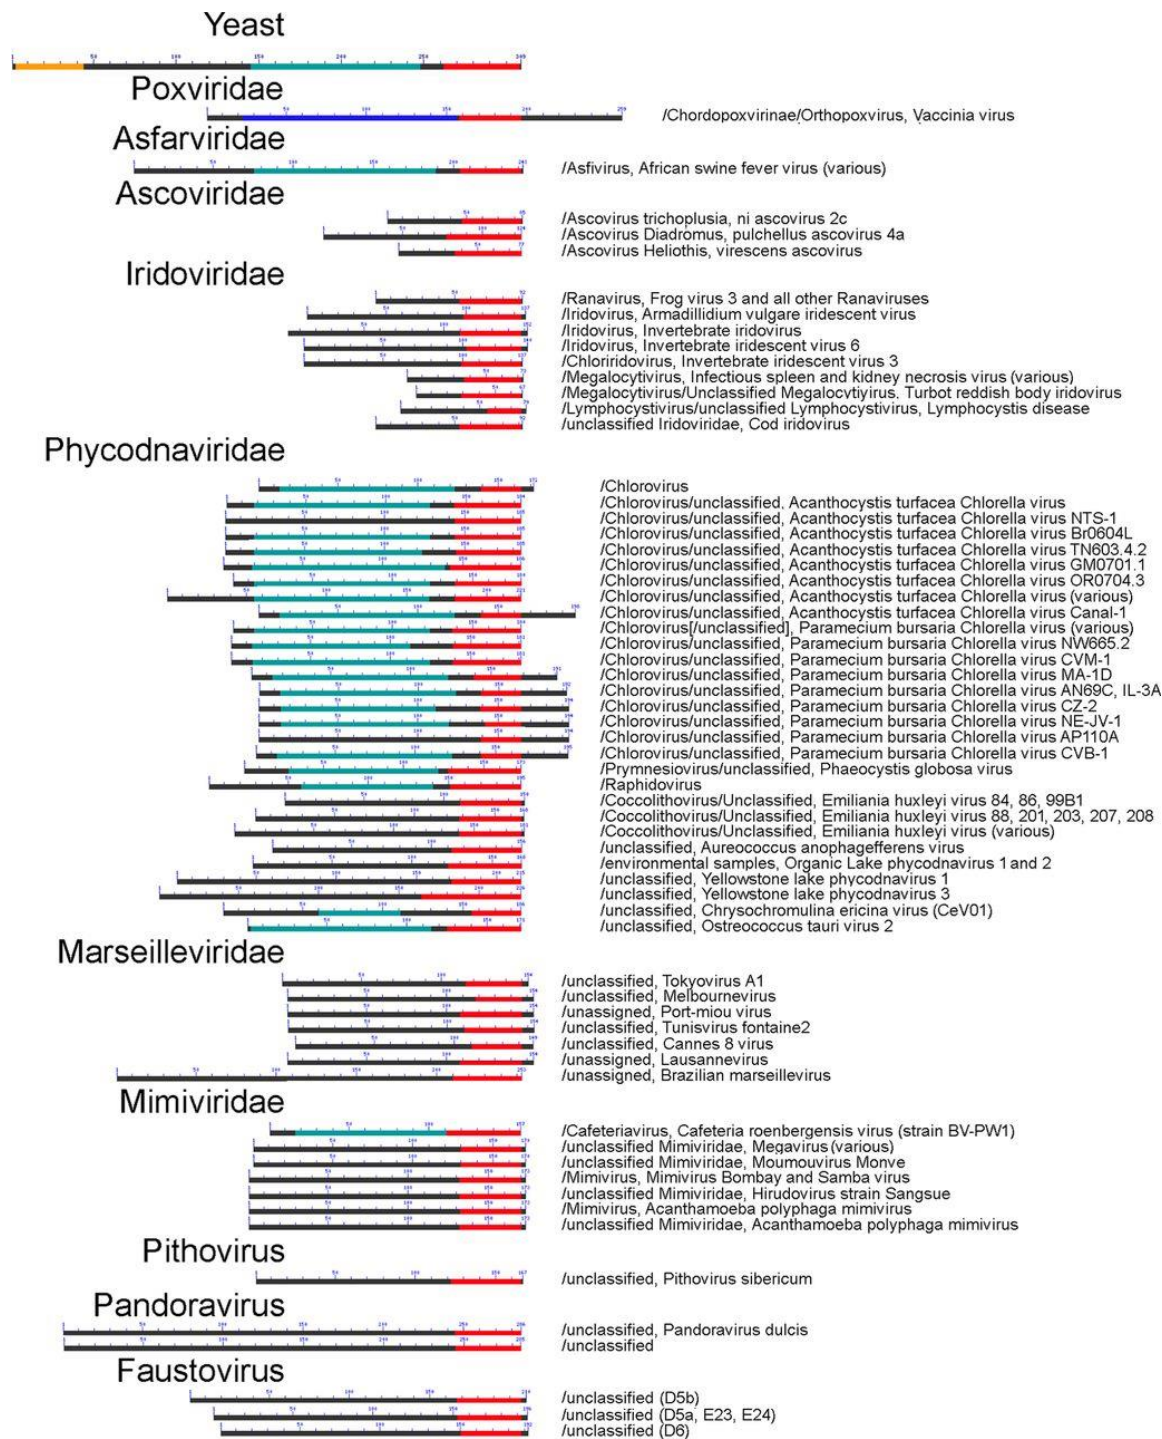 Yeast
Poxviridae
/Chordopoxvirinae/Orthopoxvirus, Vaccinia virus
Asfarviridae
/Asfivirus, African swine fever virus (various)
Ascoviridae
/Ascovirus trichoplusia, ni ascovirus 2c
/Ascovirus Diadromus, pulchellus ascovirus 4a
/Ascovirus Heliothis, virescens ascovirus
Iridoviridae
/Ranavirus, Frog virus 3 and all other Ranaviruses
/Iridovirus, Armadillidium vulgare iridescent virus
/Iridovirus, Invertebrate iridovirus
/Iridovirus, Invertebrate iridescent virus 6
/Chloriridovirus, Invertebrate iridescent virus 3
/Megalocytivirus, Infectious spleen and kidney necrosis virus (various)
/Megalocytivirus/Unclassified Megalocvtiyirus. Turbot reddish body iridovirus
/Lymphocystivirus/unclassified Lymphocystivirus, Lymphocystis disease
/unclassified Iridoviridae, Cod iridovirus
Phycodnaviridae
/Chlorovirus
/Chlorovirus/unclassified. Acanthocystis turfacea Chlorella virus
/Chlorovirus/unclassified, Acanthocystis turfacea Chlorella virus NTS-1
/Chlorovirus/unclassified, Acanthocystis turfacea Chlorella virus Br0604L
/Chlorovirus/unclassified, Acanthocystis turfacea Chlorella virus TN603.4.2
/Chlorovirus/unclassified, Acanthocystis turfacea Chlorella virus GM0701.1
/Chlorovirus/unclassified, Acanthocystis turfacea Chlorella virus OR0704.3
/Chlorovirus/unclassified, Acanthocystis turfacea Chlorella virus (various)
/Chlorovirus/unclassified, Acanthocystis turfacea Chlorella virus Canal-1
/Chlorovirus[/unclassified], Paramecium bursaria Chlorella virus (various)
/Chlorovirus/unclassified, Paramecium bursaria Chlorella virus NW665.2
/Chlorovirus/unclassified, Paramecium bursaria Chlorella virus CVM-1
/Chlorovirus/unclassified, Paramecium bursaria Chlorella virus MA-1D
/Chlorovirus/unclassified, Paramecium bursaria Chlorella virus AN69C, IL-3A
/Chlorovirus/unclassified, Paramecium bursaria Chlorella virus CZ-2
/Chlorovirus/unclassified, Paramecium bursaria Chlorella virus NE-JV-1
/Chlorovirus/unclassified, Paramecium bursaria Chlorella virus AP110A
/Chlorovirus/unclassified, Paramecium bursaria Chlorella virus CVB-1
/Prymnesiovirus/unclassified, Phaeocystis globosa virus
/Raphidovirus
/Coccolithovirus/Unclassified, Emiliania huxleyi virus 84, 86, 99B1
/Coccolithovirus/Unclassified, Emiliania huxleyi virus 88, 201, 203, 207, 208
/Coccolithovirus/Unclassified, Emiliania huxleyi virus (various)
/unclassified, Aureococcus anophagefferens virus
/environmental samples, Organic Lake phycodnavirus 1 and 2
/unclassified, Yellowstone lake phycodnavirus 1
/unclassified, Yellowstone lake phycodnavirus 3
/unclassified, Chrysochromulina ericina virus (CeV01)
/unclassified, Ostreococcus tauri virus 2
Marseilleviridae
/unclassified, Tokyovirus A1
/unclassified, Melbournevirus
/unassigned, Port-miou virus
/unclassified, Tunisvirus fontaine2
/unclassified, Cannes 8 virus
/unassigned, Lausannevirus
/unassigned, Brazilian marseillevirus
Mimiviridae
/Cafeteriavirus, Cafeteria roenbergensis virus (strain BV-PW1)
/unclassified Mimiviridae, Megavirus (various)
/unclassified Mimiviridae, Moumouvirus Monve
/Mimivirus, Mimivirus Bombay and Samba virus
/unclassified Mimiviridae, Hirudovirus strain Sangsue
/Mimivirus, Acanthamoeba polyphaga mimivirus
/unclassified Mimiviridae, Acanthamoeba polyphaga mimivirus
Pithovirus
/unclassified, Pithovirus sibericum
Pandoravirus
/unclassified, Pandoravirus dulcis
/unclassified
Faustovirus
/unclassified (D5b)
/unclassified (D5a, E23, E24)
/unclassified (D6)